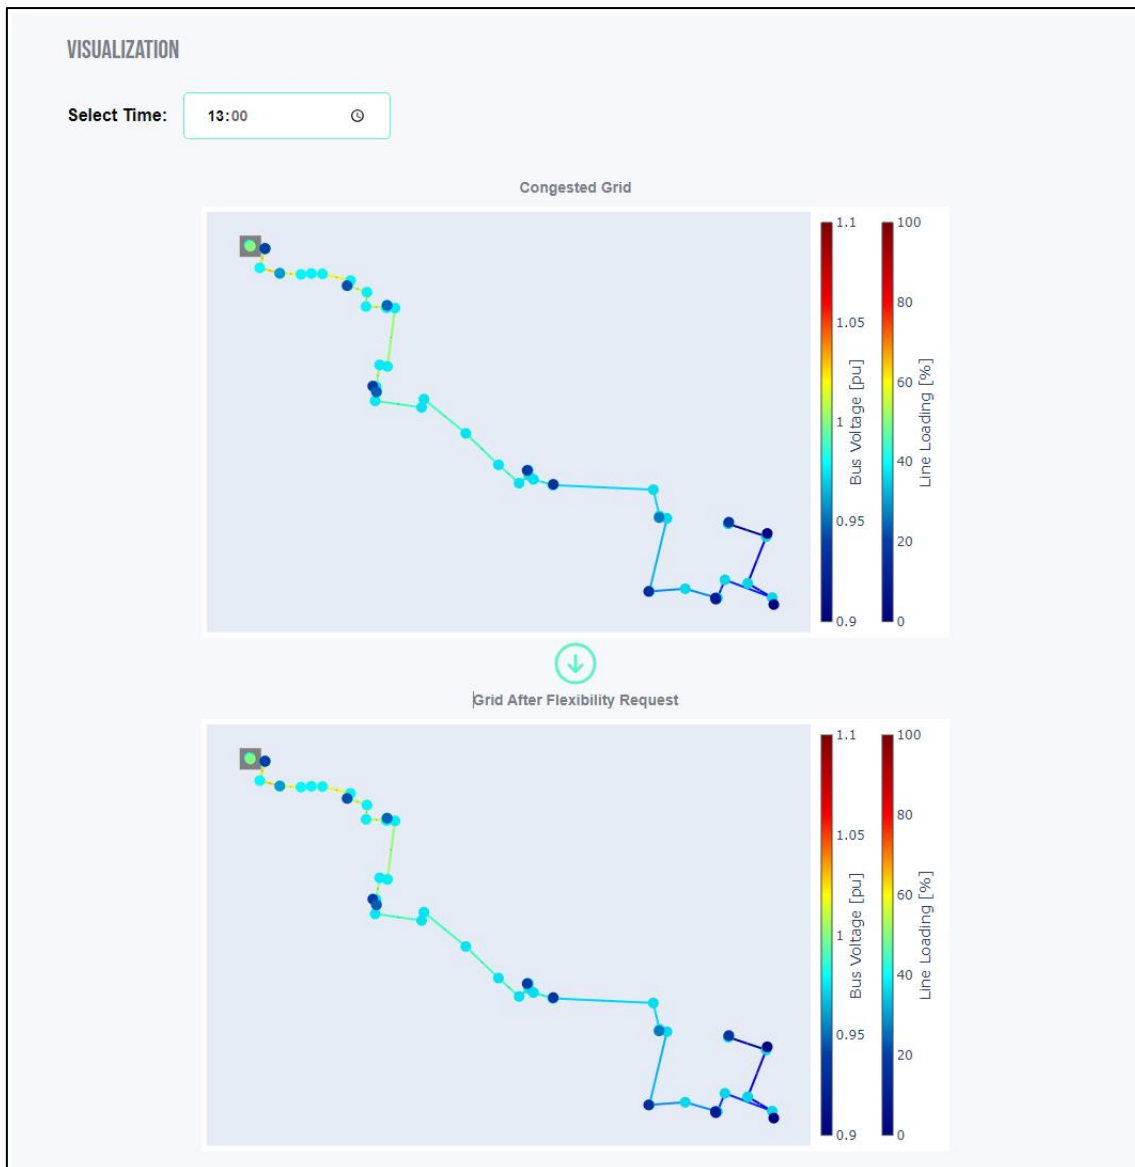 VISUALIZATION
Select Time: 13:00
Congested Grid
1.1
1.05
1
0.95
0.9
Bus Voltage [pu]
100
80
60
40
20
0
Line Loading [%]
Grid After Flexibility Request
1.1
1.05
1
0.95
0.9
Bus Voltage [pu]
100
80
60
40
20
0
Line Loading [%]